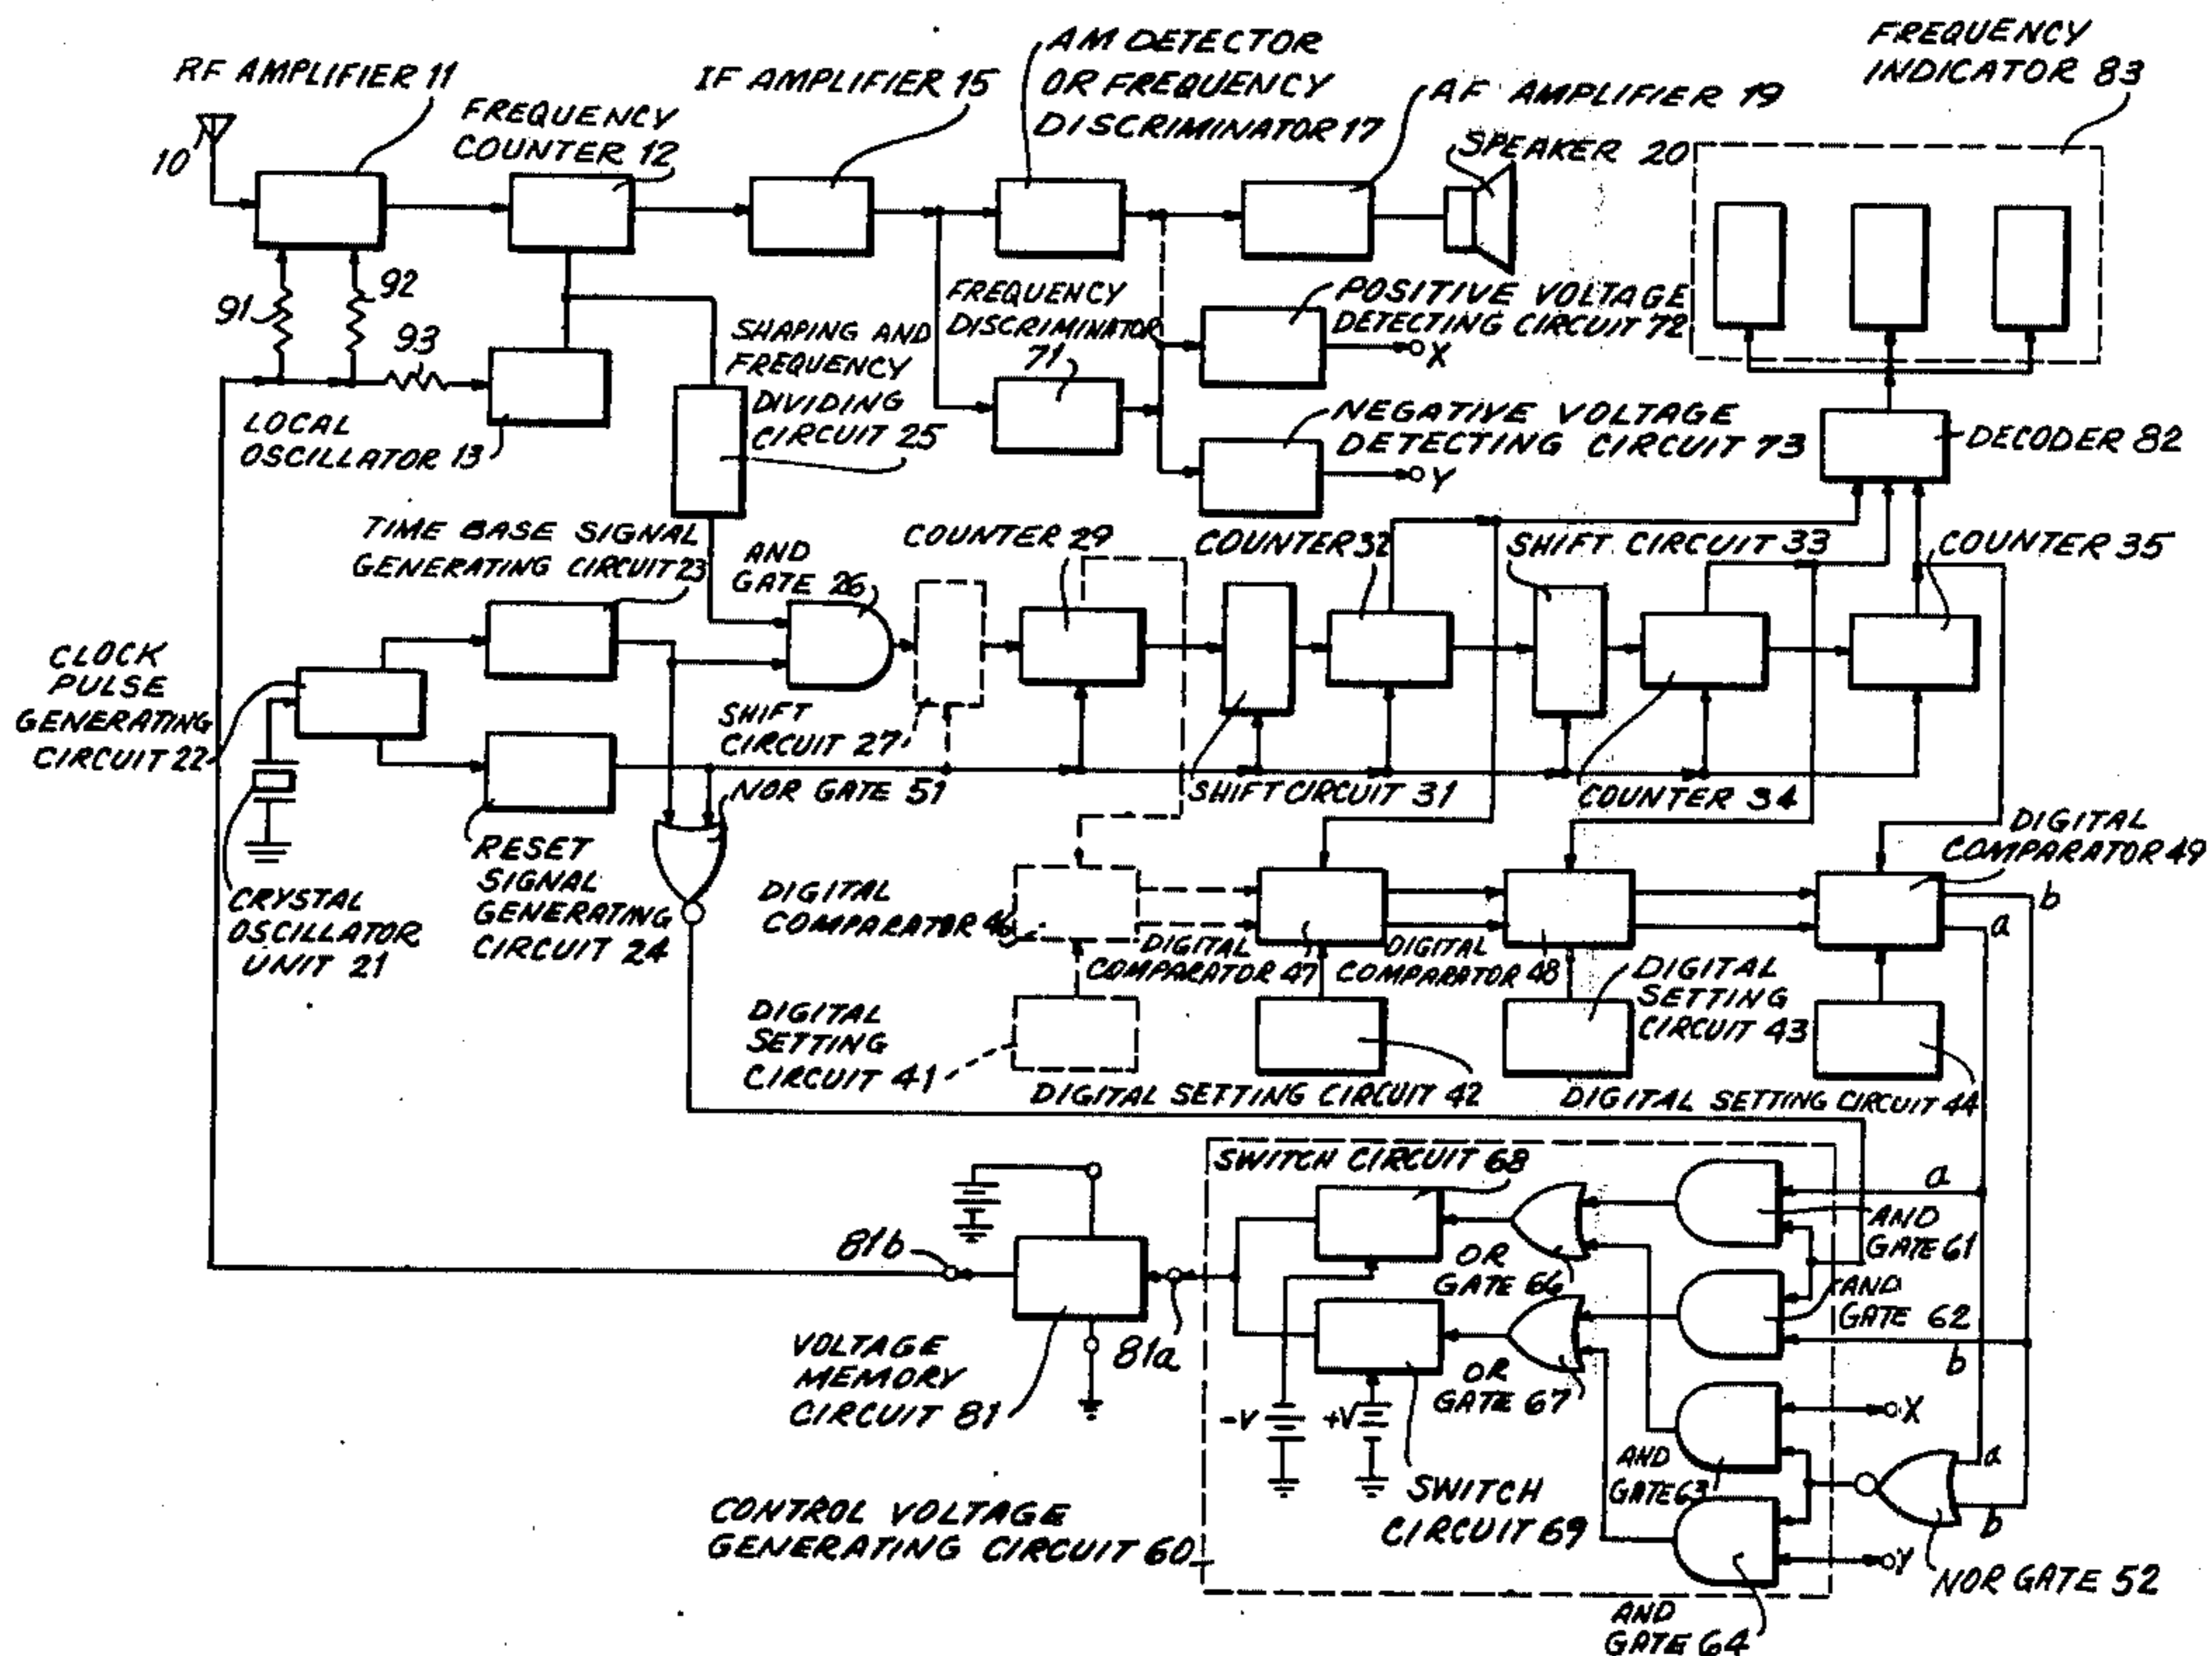 RF AMPLIFIER 11
10
FREQUENCY
COUNTER 12
IF AMPLIFIER 15
AM DETECTOR
OR FREQUENCY
DISCRIMINATOR 17
AF AMPLIFIER 19
SPEAKER 20
FREQUENCY
INDICATOR 83
91
92
93
LOCAL
OSCILLATOR 13
SHAPING AND
FREQUENCY
DIVIDING
CIRCUIT 25
FREQUENCY
DISCRIMINATOR
71
POSITIVE VOLTAGE
DETECTING CIRCUIT 72
X
NEGATIVE VOLTAGE
DETECTING CIRCUIT 73
Y
DECODER 82
TIME BASE SIGNAL
GENERATING CIRCUIT 23
AND
GATE 26
COUNTER 29
COUNTER 32
SHIFT CIRCUIT 33
COUNTER 35
CLOCK
PULSE
GENERATING
CIRCUIT 22
SHIFT
CIRCUIT 27
NOR GATE 51
SHIFT CIRCUIT 31
COUNTER 34
CRYSTAL
OSCILLATOR
UNIT 21
RESET
SIGNAL
GENERATING
CIRCUIT 24
DIGITAL
COMPARATOR 46
DIGITAL
COMPARATOR 47
DIGITAL
COMPARATOR 48
DIGITAL
COMPARATOR 49
b
a
DIGITAL
SETTING
CIRCUIT 41
DIGITAL SETTING CIRCUIT 42
DIGITAL
SETTING
CIRCUIT 43
DIGITAL SETTING CIRCUIT 44
SWITCH CIRCUIT 68
OR
GATE 66
a
AND
GATE 61
AND
GATE 62
b
81b
81a
VOLTAGE
MEMORY
CIRCUIT 81
-V
+V
OR
GATE 67
SWITCH
CIRCUIT 69
AND
GATE 63
X
a
b
Y
NOR GATE 52
AND
GATE 64
CONTROL VOLTAGE
GENERATING CIRCUIT 60